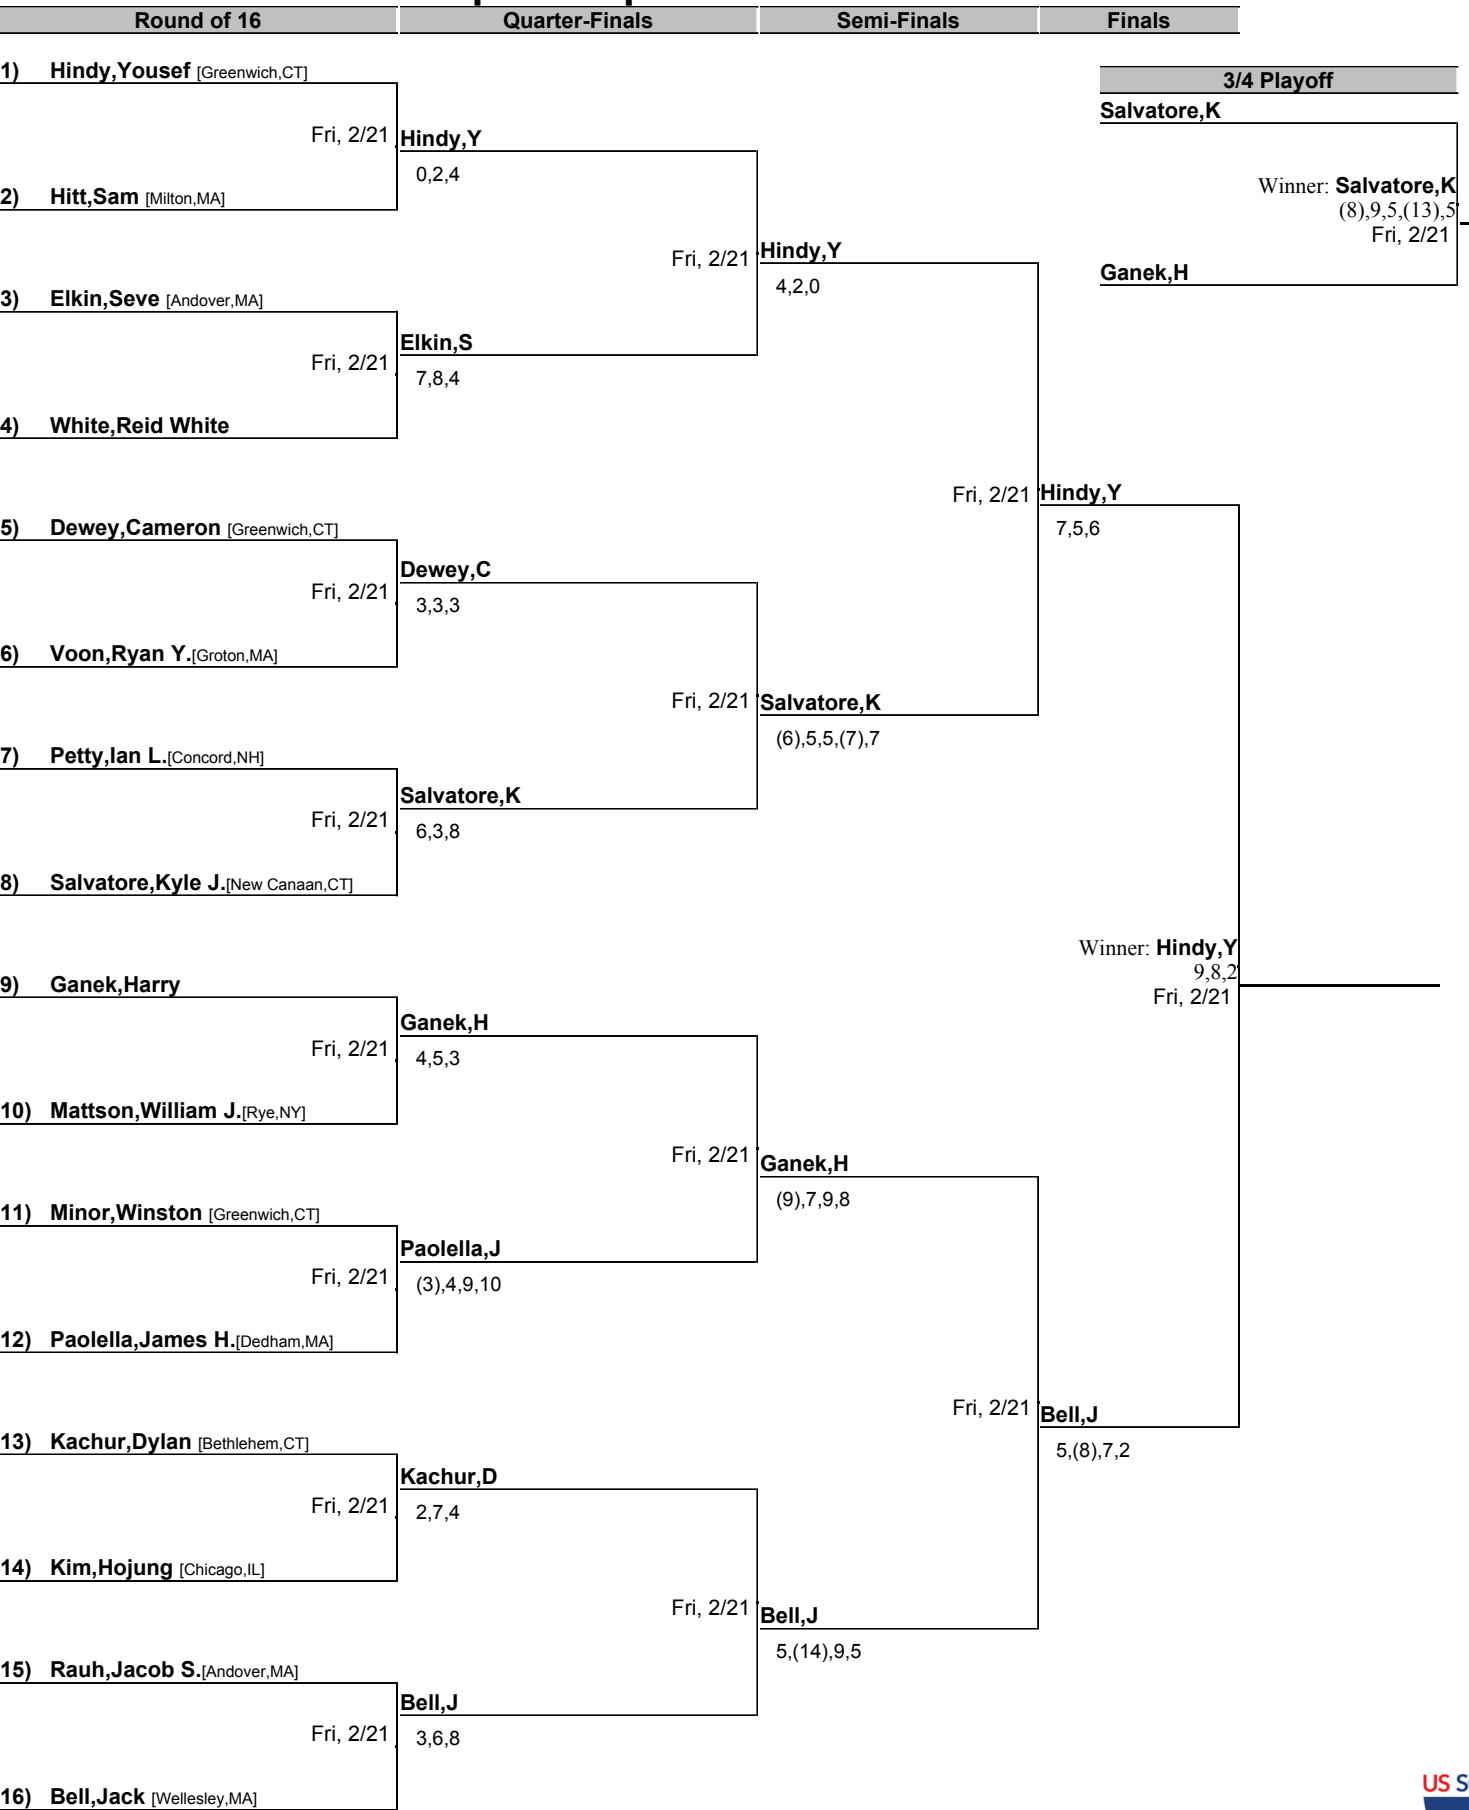 Round of 16 Quarter-Finals Semi-Finals Finals
1) Hindy,Yousef [Greenwich,CT]
3/4 Playoff
Salvatore,K
Fri, 2/21 Hindy,Y
0,2,4
2) Hitt,Sam [Milton,MA]
Winner: Salvatore,K
(8),9,5,(13),5
Fri, 2/21
Fri, 2/21 Hindy,Y
4,2,0
Ganek,H
3) Elkin,Seve [Andover,MA]
Elkin,S
Fri, 2/21
7,8,4
4) White,Reid White
Fri, 2/21 Hindy,Y
7,5,6
5) Dewey,Cameron [Greenwich,CT]
Dewey,C
Fri, 2/21
3,3,3
6) Voon,Ryan Y.[Groton,MA]
Fri, 2/21 Salvatore,K
(6),5,5,(7),7
7) Petty,Ian L.[Concord,NH]
Salvatore,K
Fri, 2/21
6,3,8
8) Salvatore,Kyle J.[New Canaan,CT]
Winner: Hindy,Y
9,8,2
Fri, 2/21
9) Ganek,Harry
Ganek,H
Fri, 2/21
4,5,3
10) Mattson,William J.[Rye,NY]
Fri, 2/21 Ganek,H
(9),7,9,8
11) Minor,Winston [Greenwich,CT]
Paolella,J
Fri, 2/21
(3),4,9,10
12) Paolella,James H.[Dedham,MA]
Fri, 2/21 Bell,J
5,(8),7,2
13) Kachur,Dylan [Bethlehem,CT]
Kachur,D
Fri, 2/21
2,7,4
14) Kim,Hojung [Chicago,IL]
Fri, 2/21 Bell,J
5,(14),9,5
15) Rauh,Jacob S.[Andover,MA]
Bell,J
Fri, 2/21
3,6,8
16) Bell,Jack [Wellesley,MA]
US